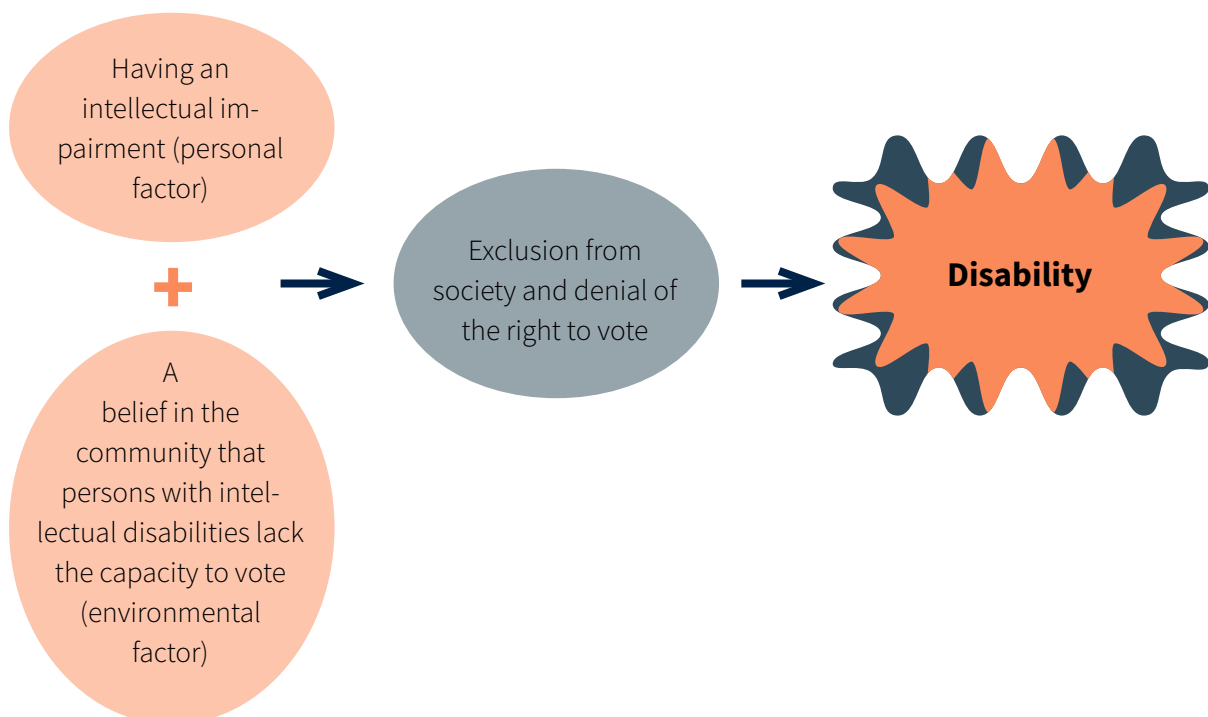 Having an
intellectual im-
pairment (personal
factor)
+
A
belief in the
community that
persons with intel-
lectual disabilities lack
the capacity to vote
(environmental
factor)
Exclusion from
society and denial of
the right to vote
Disability